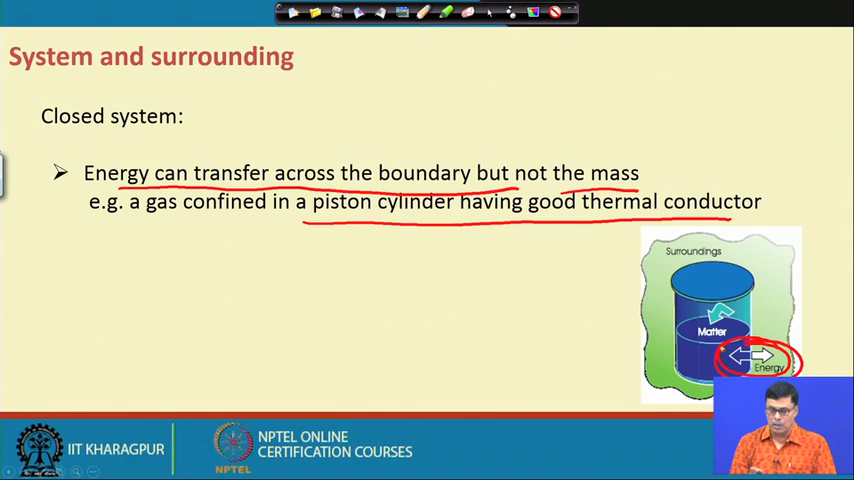 System and surrounding
Closed system:
Energy can transfer across the boundary but not the mass
e.g. a gas confined in a piston cylinder having good thermal conductor
Surroundings
Matter
Energy
IIT KHARAGPUR
NPTEL
NPTEL ONLINE
CERTIFICATION COURSES